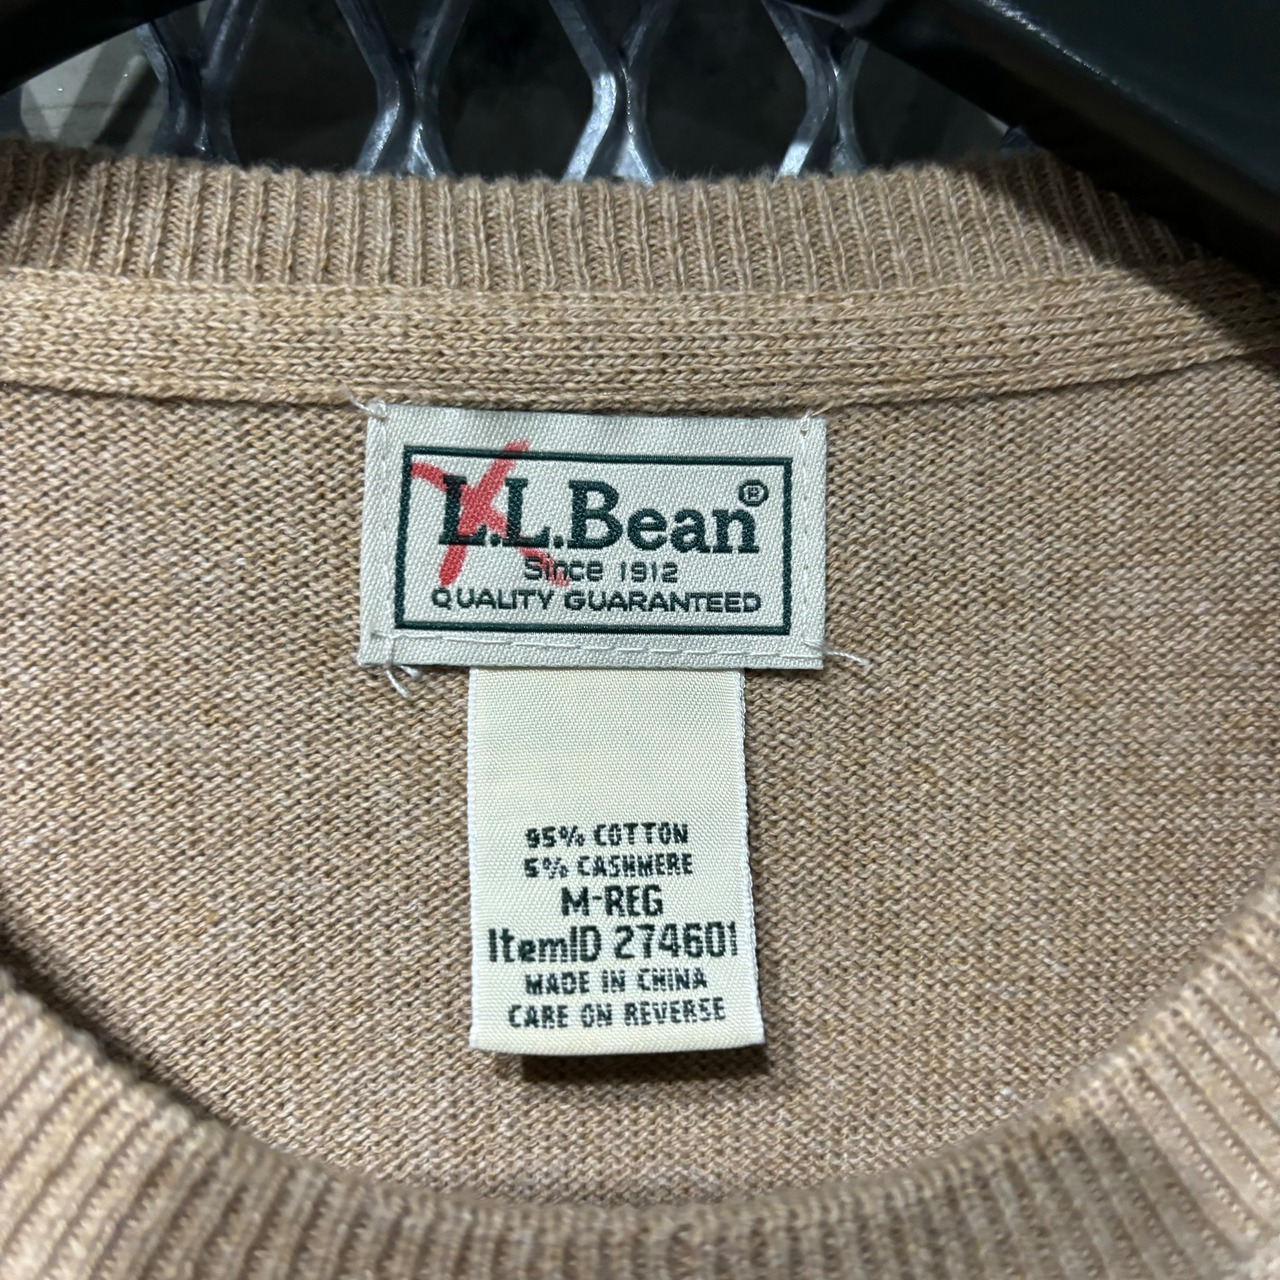 L.L.Bean®
Since 1912
QUALITY GUARANTEED
95% COTTON
5% CASHMERE
M-REG
ItemID 274601
MADE IN CHINA
CARE ON REVERSE